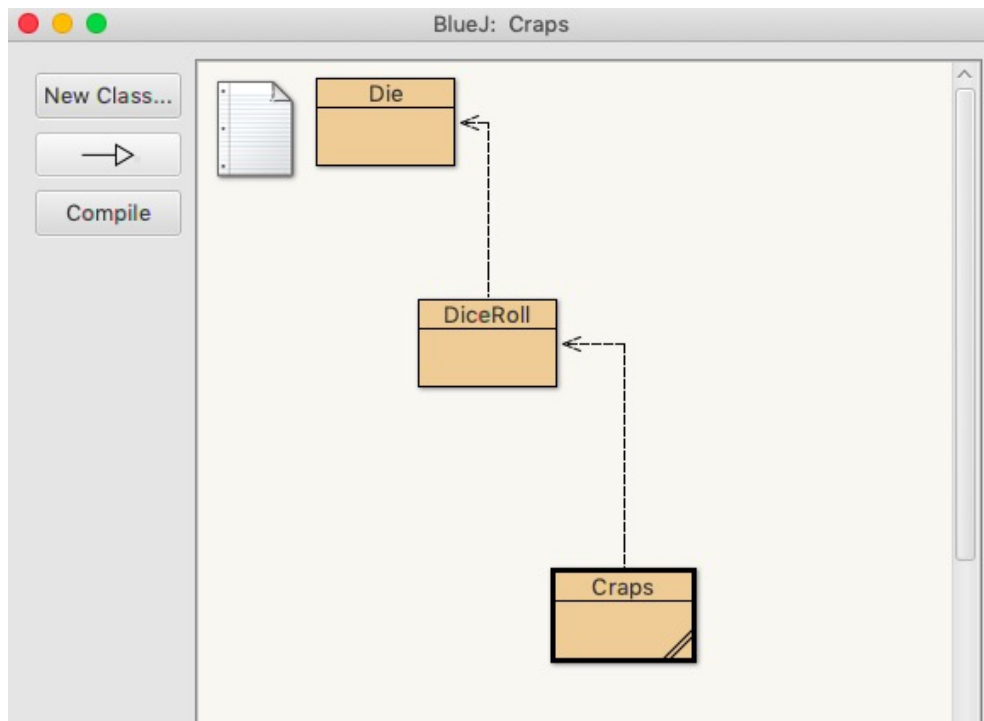 BlueJ: Craps
New Class...
Compile
Die
DiceRoll
Craps